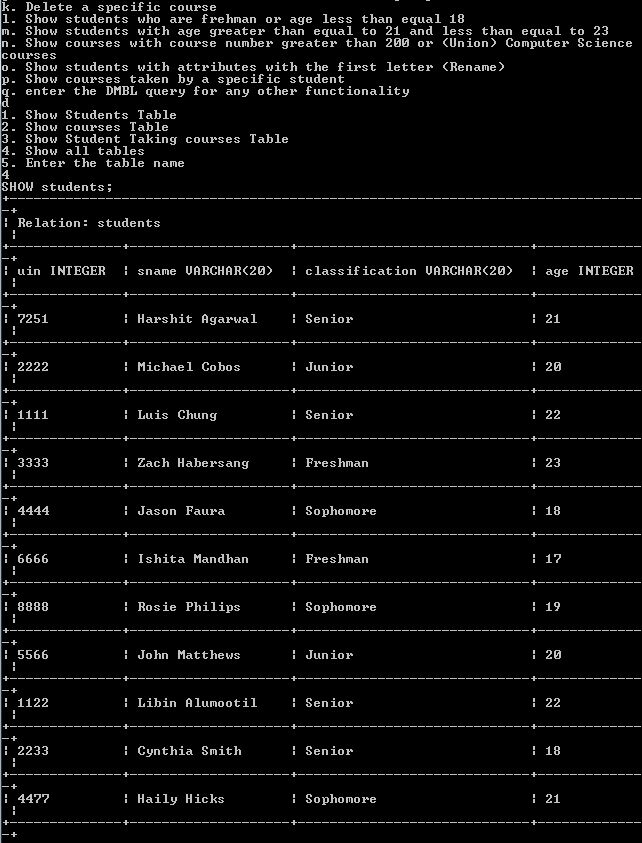 k. Delete a specific course
l. Show students who are frehman or age less than equal 18
m. Show students with age greater than equal to 21 and less than equal to 23
n. Show courses with course number greater than 200 or (Union) Computer Science
courses
o. Show students with attributes with the first letter (Rename)
p. Show courses taken by a specific student
q. enter the DMBL query for any other functionality
d
1. Show Students Table
2. Show courses Table
3. Show Student Taking courses Table
4. Show all tables
5. Enter the table name
4
SHOW students;
Relation: students
uin INTEGER | sname VARCHAR(20) | classification VARCHAR(20) | age INTEGER
7251 | Harshit Agarwal | Senior | 21
2222 | Michael Cobos | Junior | 20
1111 | Luis Chung | Senior | 22
3333 | Zach Habersang | Freshman | 23
4444 | Jason Faura | Sophomore | 18
6666 | Ishita Mandhan | Freshman | 17
8888 | Rosie Philips | Sophomore | 19
5566 | John Matthews | Junior | 20
1122 | Libin Alumootil | Senior | 22
2233 | Cynthia Smith | Senior | 18
4477 | Haily Hicks | Sophomore | 21